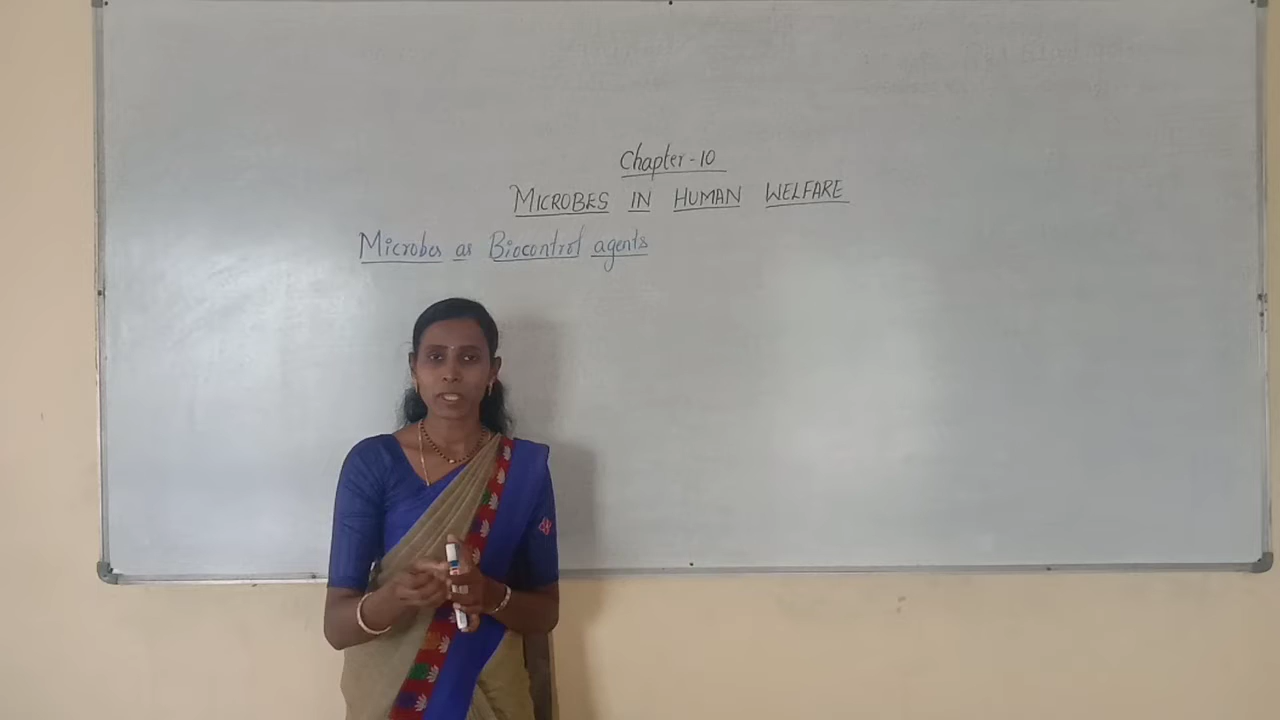 Chapter - 10
MICROBES IN HUMAN WELFARE
Microbes as Biocontrol agents